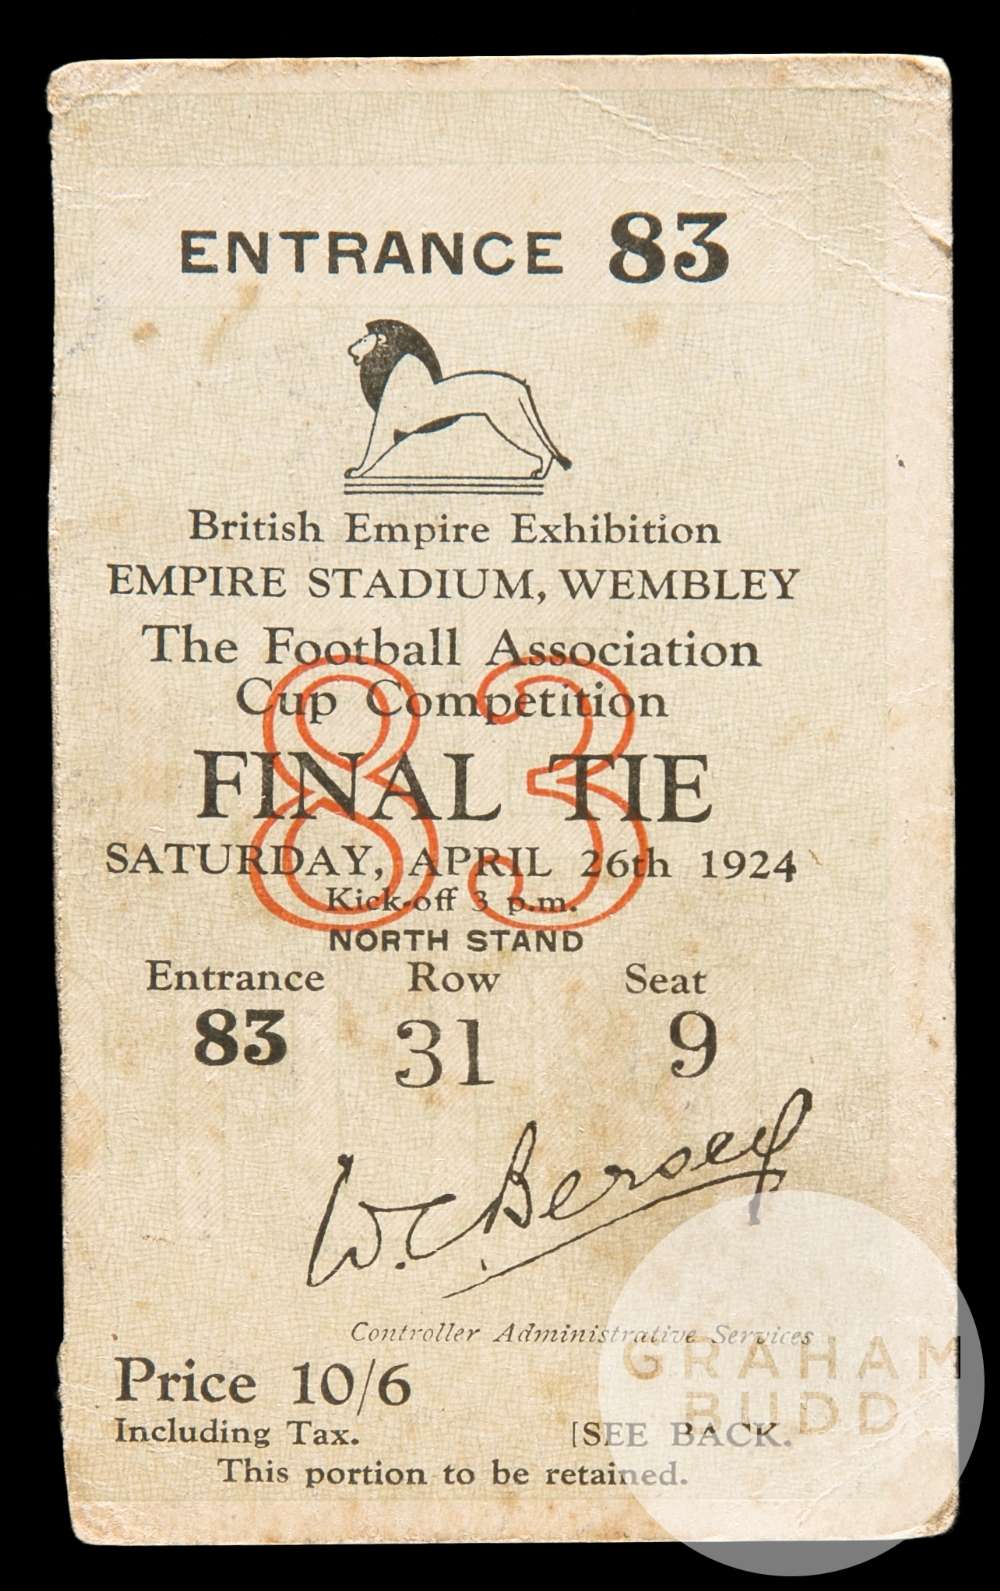 ENTRANCE 83
British Empire Exhibition
EMPIRE STADIUM, WEMBLEY
The Football Association
Cup Competition
83
FINAL TIE
SATURDAY, APRIL 26th 1924
Kick-off 3 p.m.
NORTH STAND
Entrance Row Seat
83 31 9
W. C. Bersey
Controller Administrative Services
GRAHAM
BUDD
Price 10/6
Including Tax. [SEE BACK.
This portion to be retained.